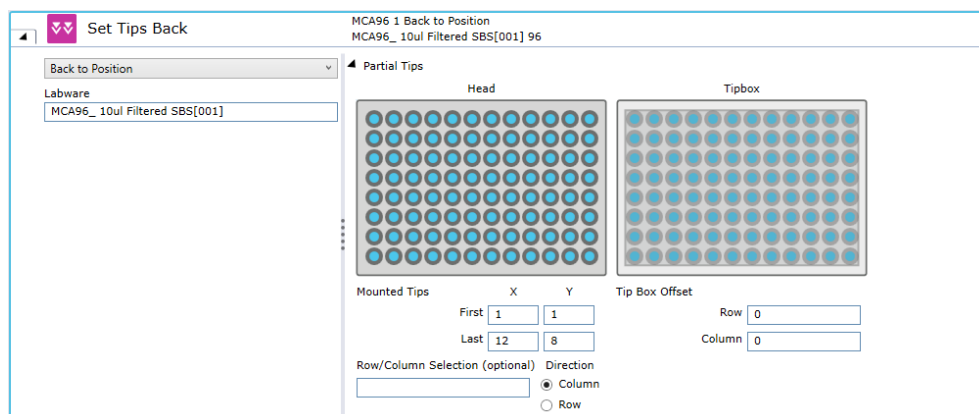 Set Tips Back
MCA96 1 Back to Position
MCA96_ 10ul Filtered SBS[001] 96
Back to Position
Labware
MCA96_ 10ul Filtered SBS[001]
Partial Tips
Head
Tipbox
Mounted Tips X Y
First 1 1
Last 12 8
Tip Box Offset
Row 0
Column 0
Row/Column Selection (optional)
Direction
Column
Row